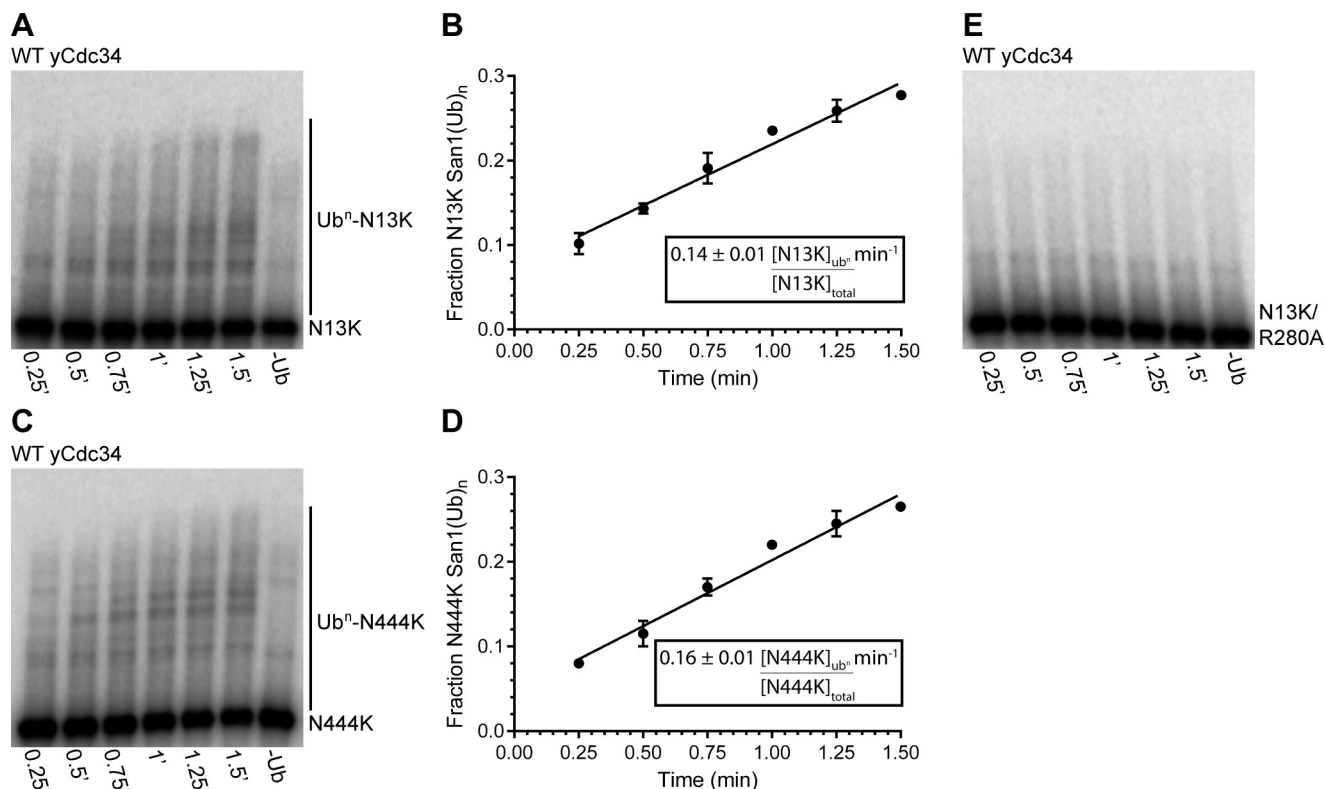 A
WT yCdc34
Ubⁿ-N13K
N13K
0.25' 0.5' 0.75' 1' 1.25' 1.5' -Ub
B
Fraction N13K San1(Ub)ₙ
0.3
0.2
0.1
0.0
0.14 ± 0.01 [N13K]ubⁿ min⁻¹
[N13K]total
0.00 0.25 0.50 0.75 1.00 1.25 1.50
Time (min)
E
WT yCdc34
N13K/
R280A
0.25' 0.5' 0.75' 1' 1.25' 1.5' -Ub
C
WT yCdc34
Ubⁿ-N444K
N444K
0.25 0.5' 0.75 1' 1.25 1.5' -Ub
D
Fraction N444K San1(Ub)ₙ
0.3
0.2
0.1
0.0
0.16 ± 0.01 [N444K]ubⁿ min⁻¹
[N444K]total
0.00 0.25 0.50 0.75 1.00 1.25 1.50
Time (min)